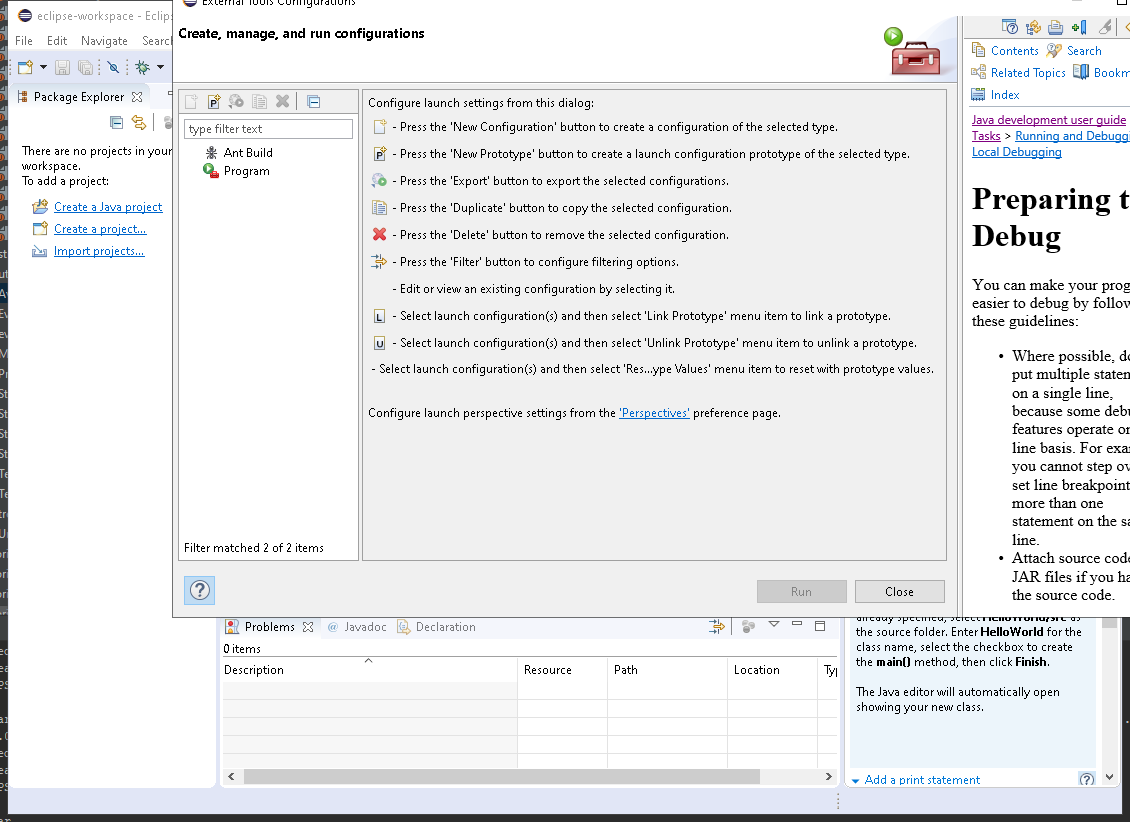 eclipse-workspace - Eclips
External Tools Configurations
File Edit Navigate Search
Create, manage, and run configurations
Contents Search
Related Topics Bookm
Index
Package Explorer
type filter text
Configure launch settings from this dialog:
Java development user guide
- Press the 'New Configuration' button to create a configuration of the selected type.
Tasks > Running and Debuggi
There are no projects in your
workspace.
To add a project:
Ant Build
Program
- Press the 'New Prototype' button to create a launch configuration prototype of the selected type.
Local Debugging
Create a Java project
Create a project...
Import projects...
- Press the 'Export' button to export the selected configurations.
- Press the 'Duplicate' button to copy the selected configuration.
- Press the 'Delete' button to remove the selected configuration.
- Press the 'Filter' button to configure filtering options.
- Edit or view an existing configuration by selecting it.
- Select launch configuration(s) and then select 'Link Prototype' menu item to link a prototype.
- Select launch configuration(s) and then select 'Unlink Prototype' menu item to unlink a prototype.
- Select launch configuration(s) and then select 'Res...ype Values' menu item to reset with prototype values.
Configure launch perspective settings from the 'Perspectives' preference page.
Filter matched 2 of 2 items
Run Close
Preparing t
Debug
You can make your prog
easier to debug by follow
these guidelines:
• Where possible, do
put multiple statem
on a single line,
because some debu
features operate on
line basis. For exa
you cannot step ov
set line breakpoint
more than one
statement on the sa
line.
• Attach source code
JAR files if you ha
the source code.
Problems Javadoc Declaration
0 items
Description Resource Path Location Typ
already specified, select HelloWorld/src as
the source folder. Enter HelloWorld for the
class name, select the checkbox to create
the main() method, then click Finish.
The Java editor will automatically open
showing your new class.
Add a print statement